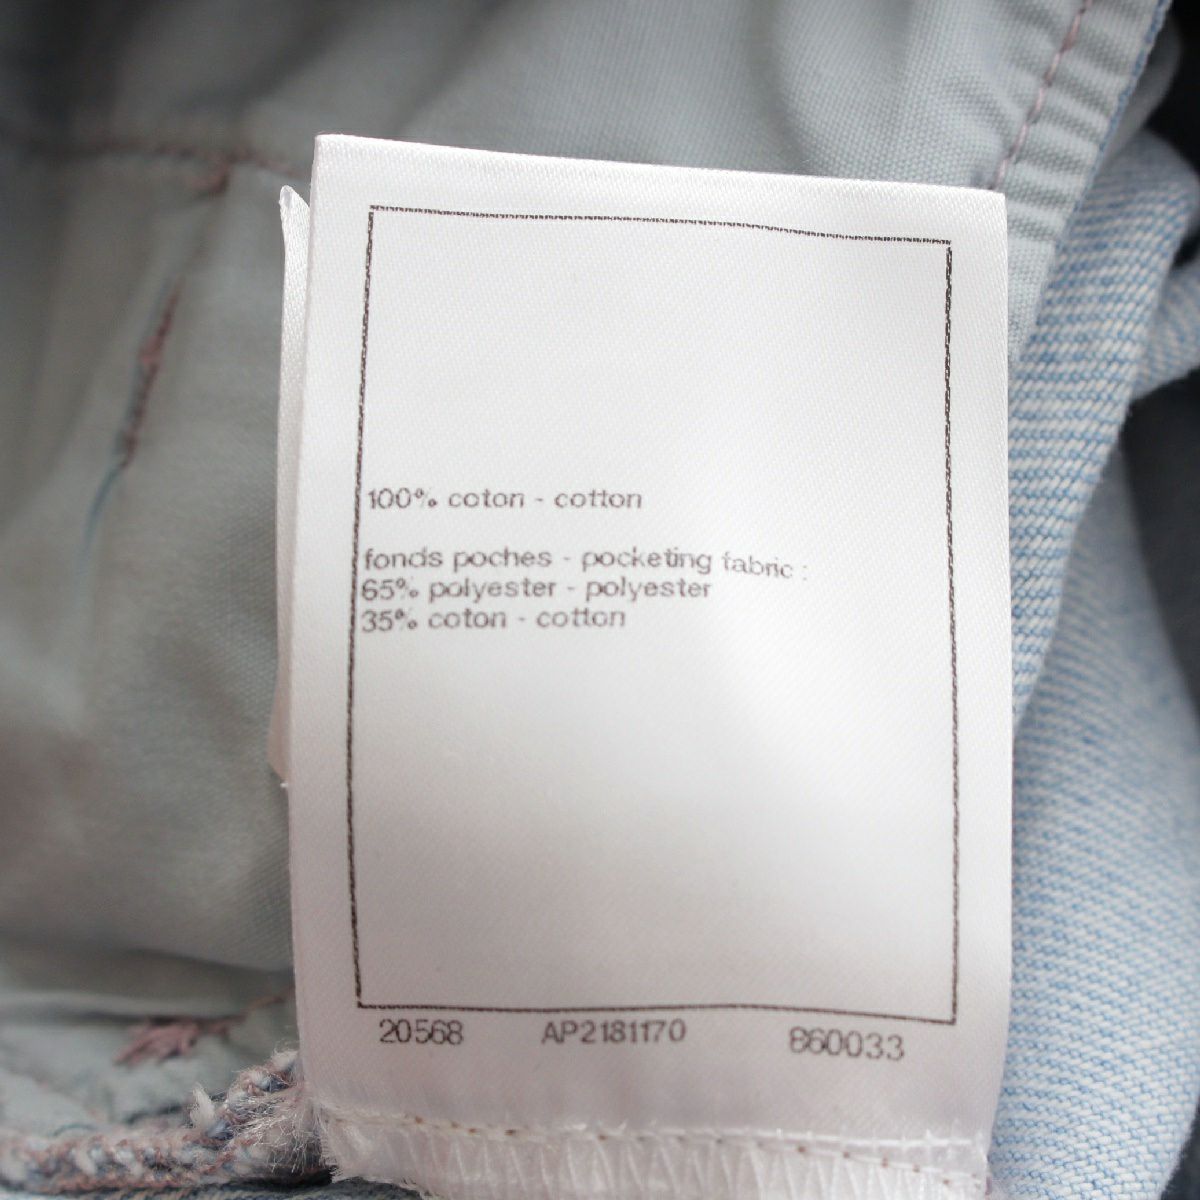 100% coton - cotton
fonds poches - pocketing fabric :
65% polyester - polyester
35% coton - cotton
20568 AP2181170 860033